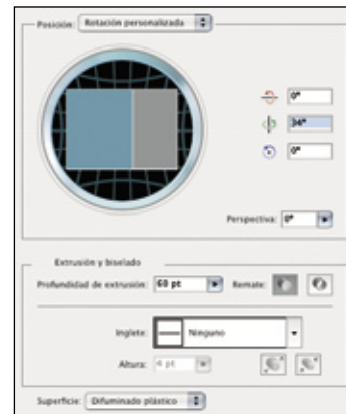 Posición: Rotación personalizada
0°
34°
0°
Perspectiva: 0°
Extrusión y biselado
Profundidad de extrusión: 60 pt Remate:
Inglete: Ninguno
Altura: 4 pt
Superficie: Difuminado plástico